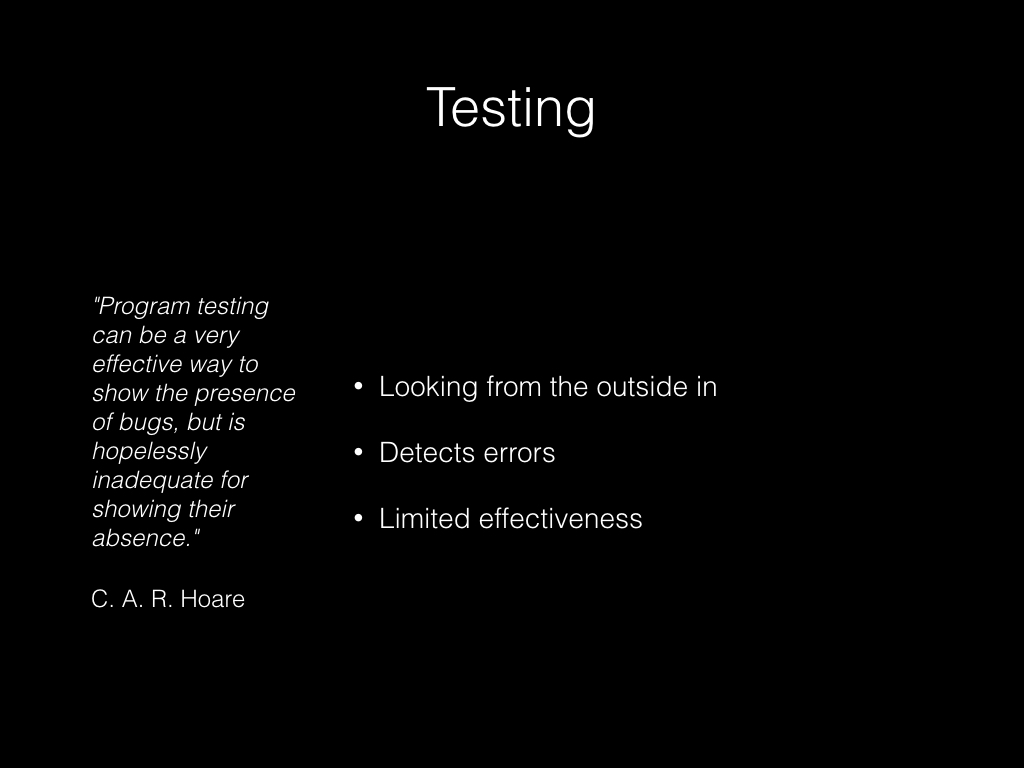 Testing
"Program testing
can be a very
effective way to
show the presence
of bugs, but is
hopelessly
inadequate for
showing their
absence."
C. A. R. Hoare
• Looking from the outside in
• Detects errors
• Limited effectiveness